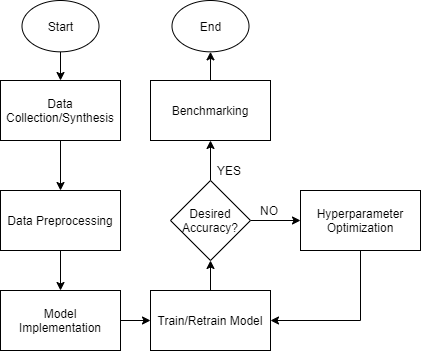 Start
End
Data
Collection/Synthesis
Benchmarking
YES
Data Preprocessing
Desired
Accuracy?
NO
Hyperparameter
Optimization
Model
Implementation
Train/Retrain Model